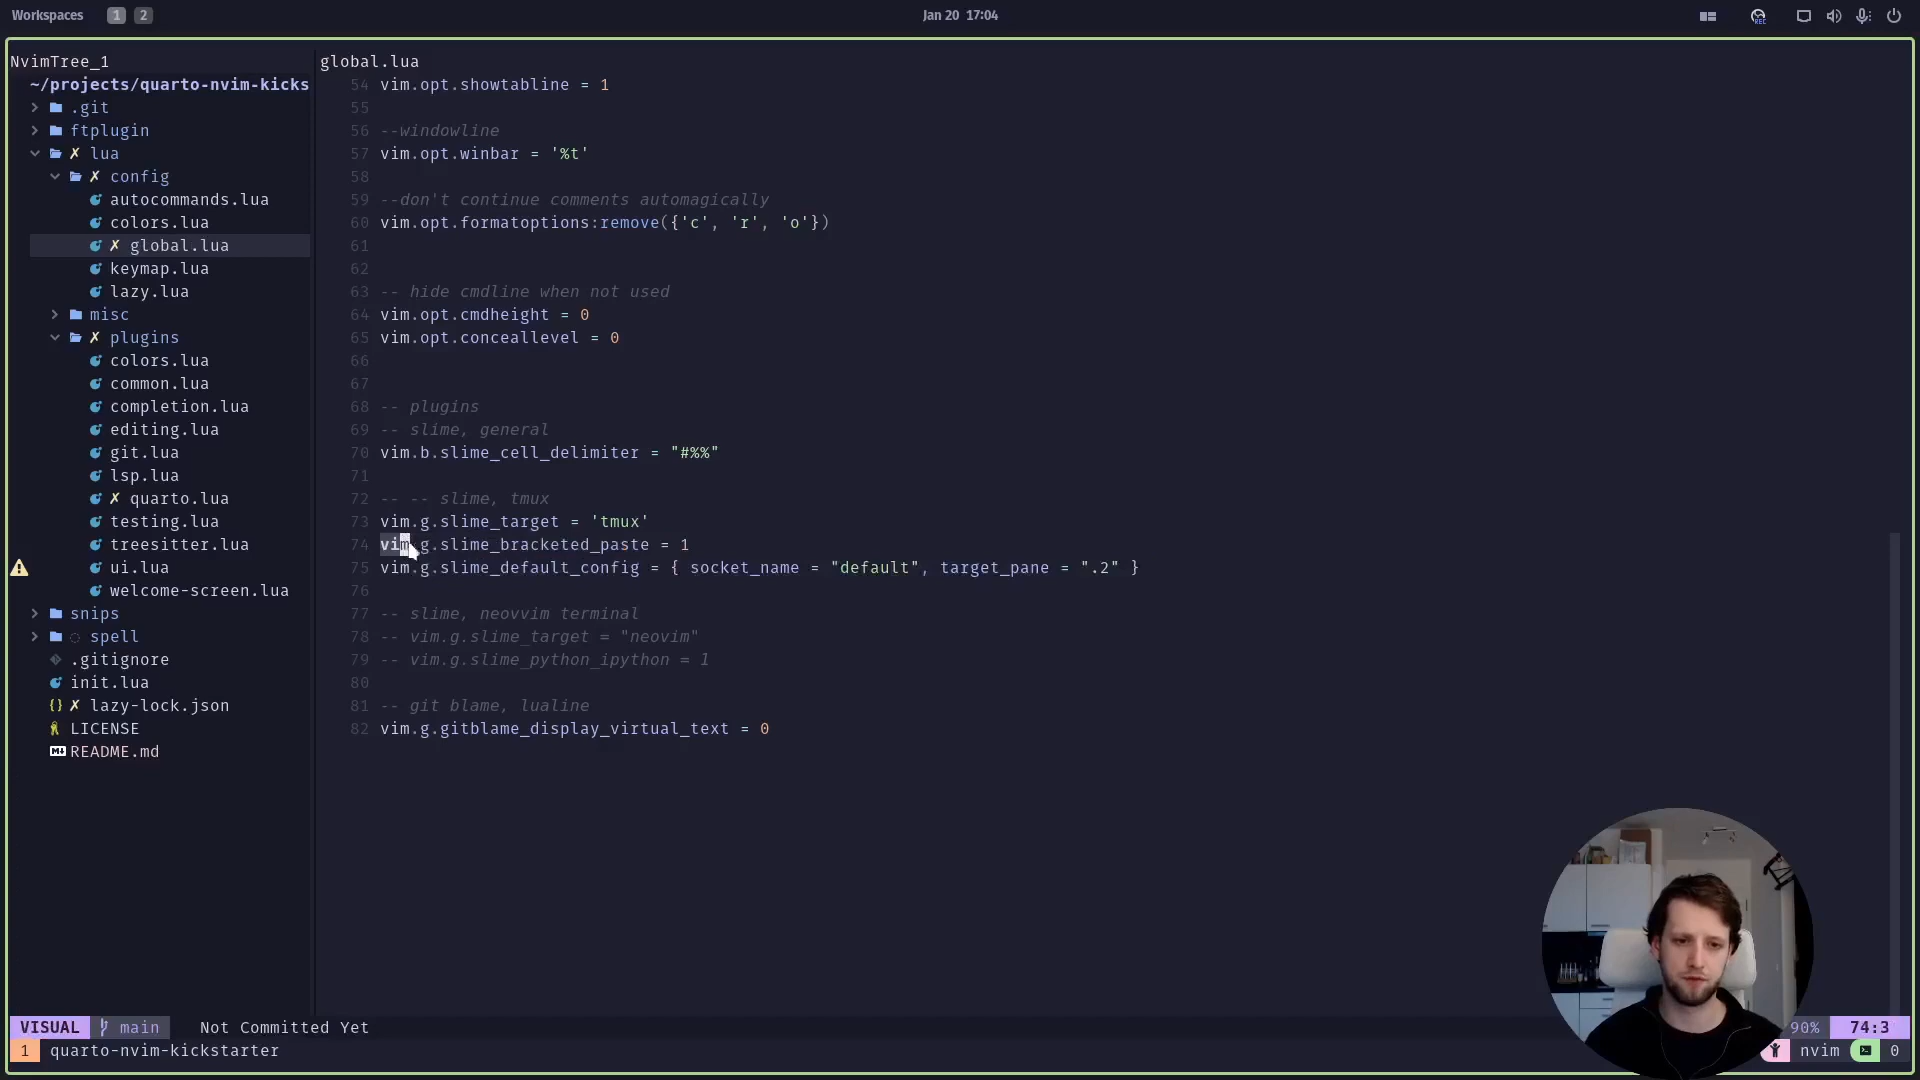 Workspaces 1 2 Jan 20 17:04
REC
NvimTree_1
~/projects/quarto-nvim-kicks
.git
ftplugin
✗ lua
✗ config
autocommands.lua
colors.lua
✗ global.lua
keymap.lua
lazy.lua
misc
✗ plugins
colors.lua
common.lua
completion.lua
editing.lua
git.lua
lsp.lua
✗ quarto.lua
testing.lua
treesitter.lua
ui.lua
welcome-screen.lua
snips
spell
.gitignore
init.lua
{} ✗ lazy-lock.json
LICENSE
README.md
global.lua
54 vim.opt.showtabline = 1
55
56 --windowline
57 vim.opt.winbar = '%t'
58
59 --don't continue comments automagically
60 vim.opt.formatoptions:remove({'c', 'r', 'o'})
61
62
63 -- hide cmdline when not used
64 vim.opt.cmdheight = 0
65 vim.opt.conceallevel = 0
66
67
68 -- plugins
69 -- slime, general
70 vim.b.slime_cell_delimiter = "#%%"
71
72 -- -- slime, tmux
73 vim.g.slime_target = 'tmux'
74 vim.g.slime_bracketed_paste = 1
75 vim.g.slime_default_config = { socket_name = "default", target_pane = ".2" }
76
77 -- slime, neovvim terminal
78 -- vim.g.slime_target = "neovim"
79 -- vim.g.slime_python_ipython = 1
80
81 -- git blame, lualine
82 vim.g.gitblame_display_virtual_text = 0
VISUAL main Not Committed Yet 90% 74:3
1 quarto-nvim-kickstarter nvim 0